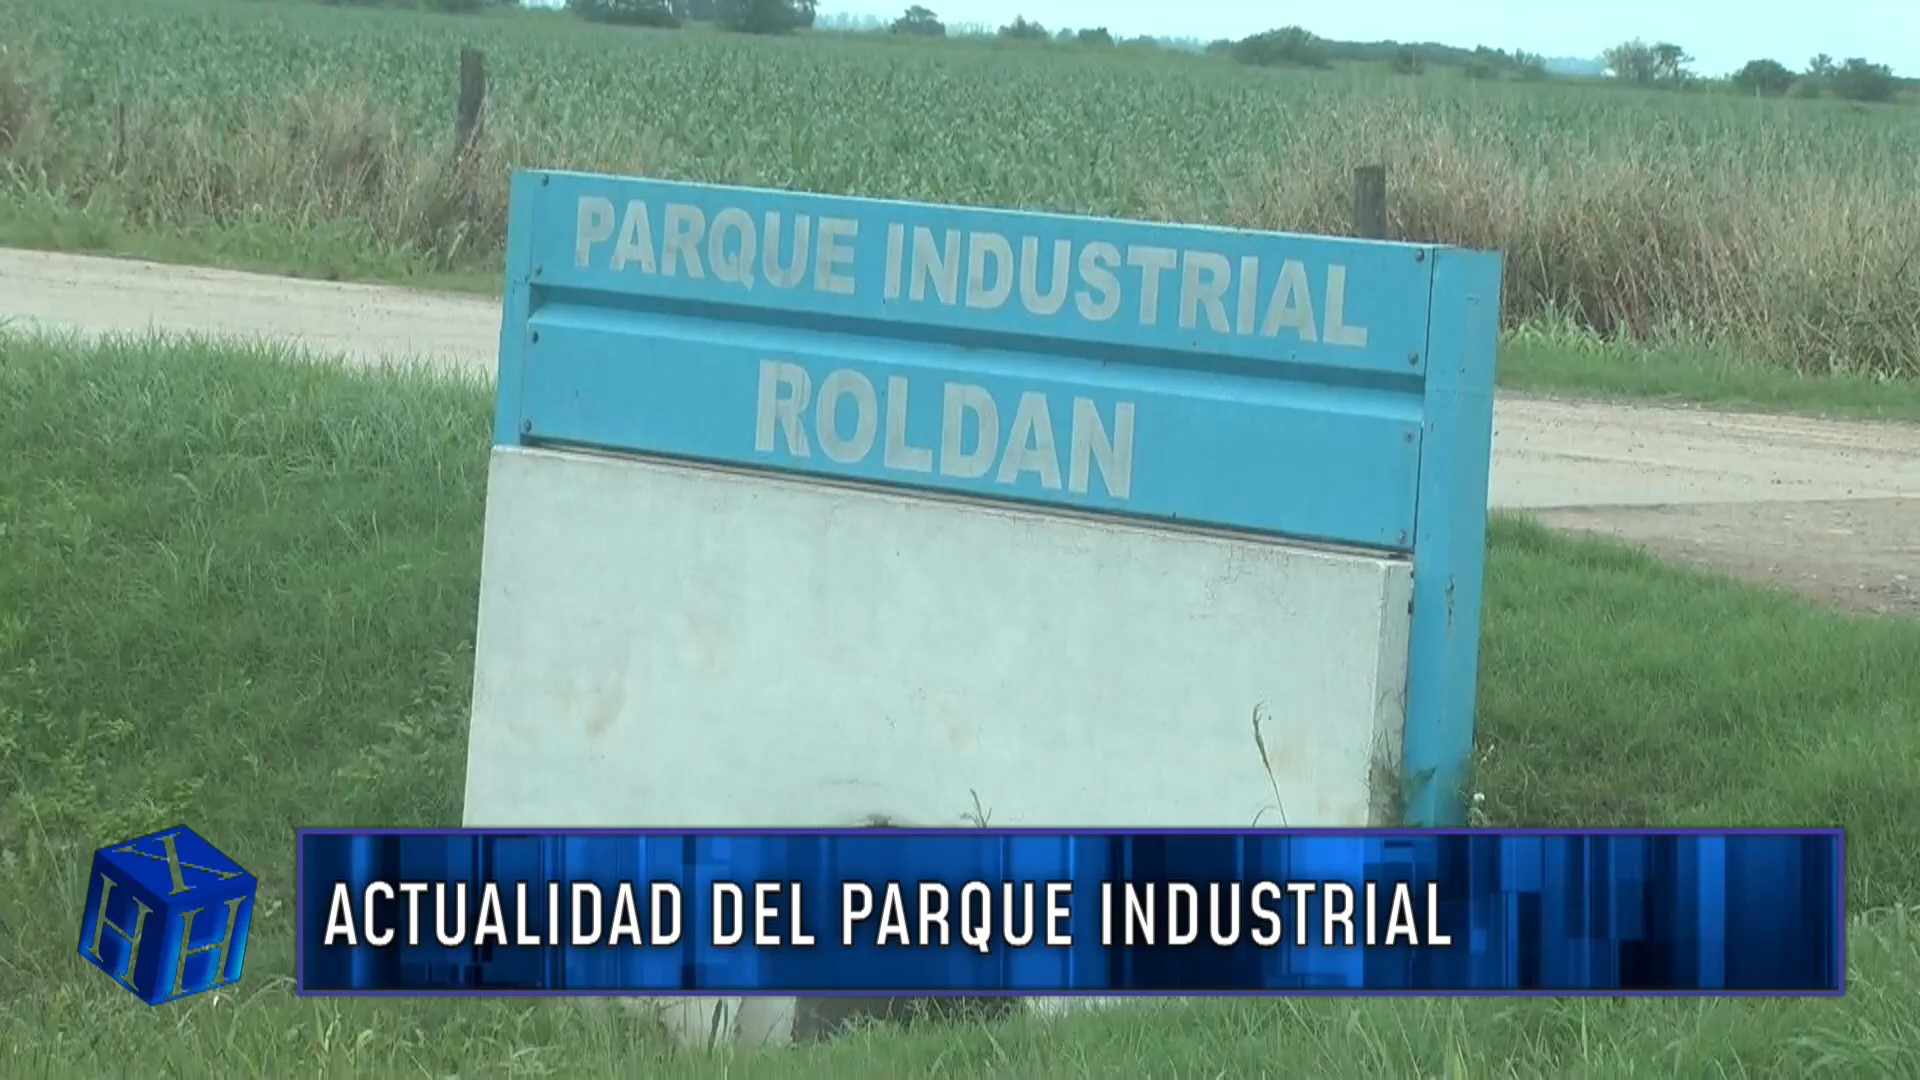 PARQUE INDUSTRIAL
ROLDAN
X
H H
ACTUALIDAD DEL PARQUE INDUSTRIAL